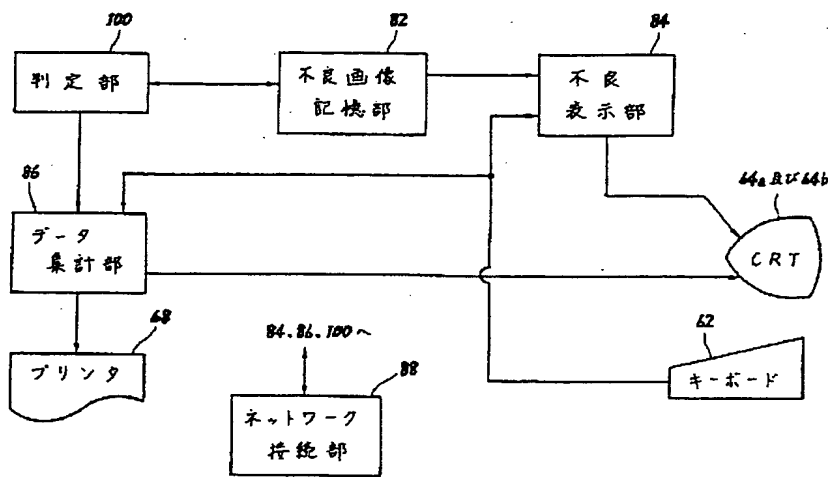 100
判定部
82
不良画像
記憶部
84
不良
表示部
86
データ
集計部
64a及び64b
CRT
68
プリンタ
84.86.100へ
88
ネットワーク
接続部
62
キーボード